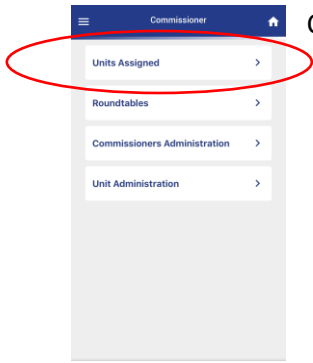 Commissioner
Units Assigned
Roundtables
Commissioners Administration
Unit Administration